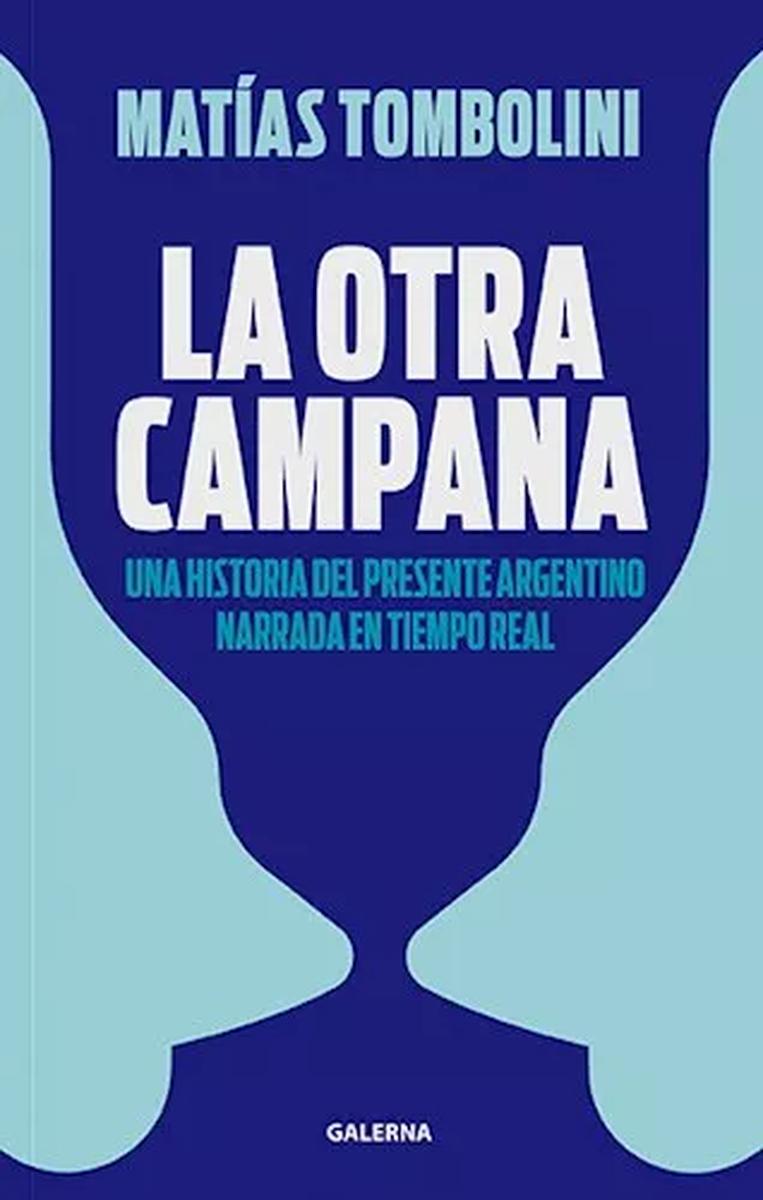 MATÍAS TOMBOLINI
LA OTRA
CAMPANA
UNA HISTORIA DEL PRESENTE ARGENTINO
NARRADA EN TIEMPO REAL
GALERNA